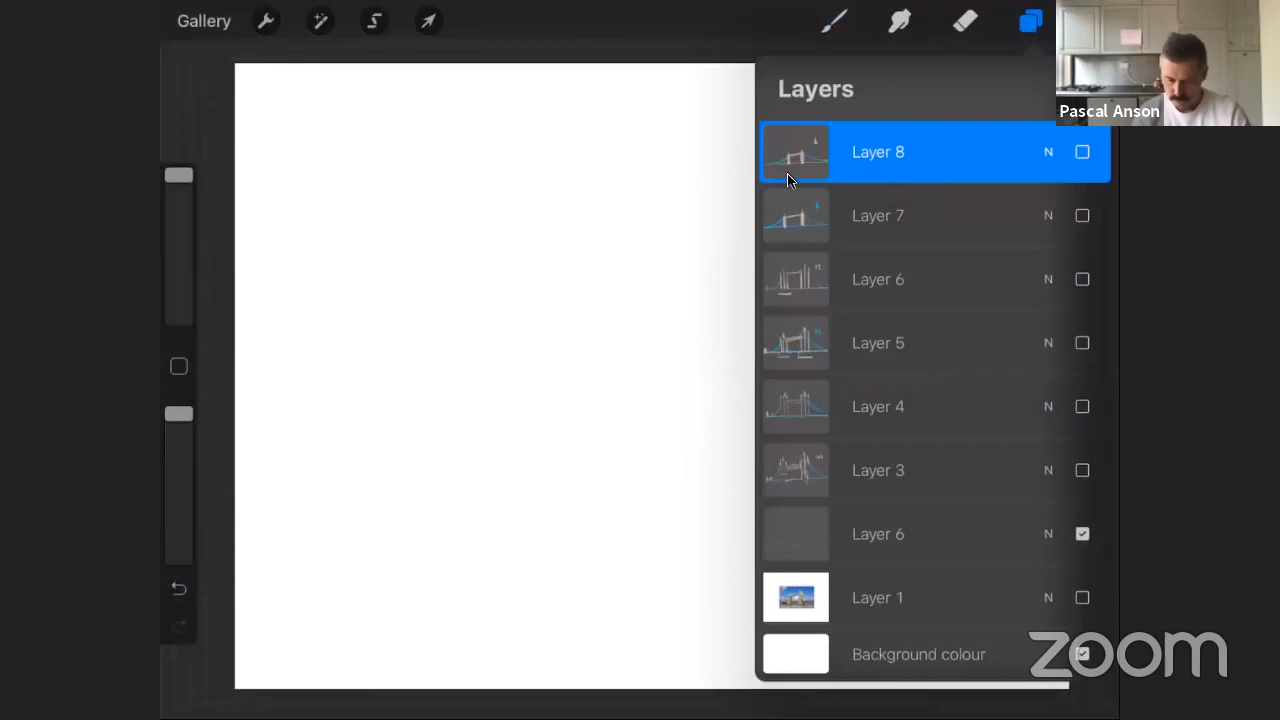 Gallery
Pascal Anson
Layers
Layer 8 N
Layer 7 N
Layer 6 N
Layer 5 N
Layer 4 N
Layer 3 N
Layer 6 N
Layer 1 N
Background colour
zoom